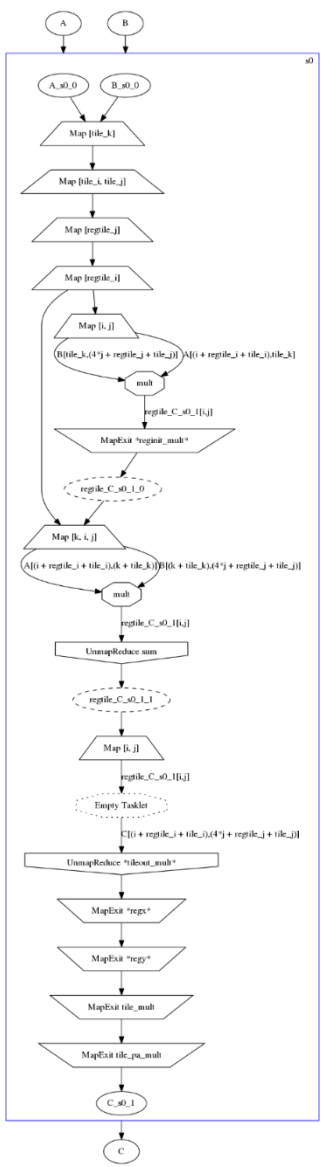 A
B
s0
A_s0_0
B_s0_0
Map [tile_k]
Map [tile_i, tile_j]
Map [regtile_j]
Map [regtile_i]
Map [i, j]
B[tile_k,(4*j + regtile_j + tile_j)]
A[(i + regtile_i + tile_i),tile_k]
mult
regtile_C_s0_1[i,j]
MapExit *reginit_mult*
regtile_C_s0_1_0
Map [k, i, j]
A[(i + regtile_i + tile_i),(k + tile_k)]
B[(k + tile_k),(4*j + regtile_j + tile_j)]
mult
regtile_C_s0_1[i,j]
UnmapReduce sum
regtile_C_s0_1_1
Map [i, j]
regtile_C_s0_1[i,j]
Empty Tasklet
C[(i + regtile_i + tile_i),(4*j + regtile_j + tile_j)]
UnmapReduce *tileout_mult*
MapExit *regx*
MapExit *regy*
MapExit tile_mult
MapExit tile_pa_mult
C_s0_1
C